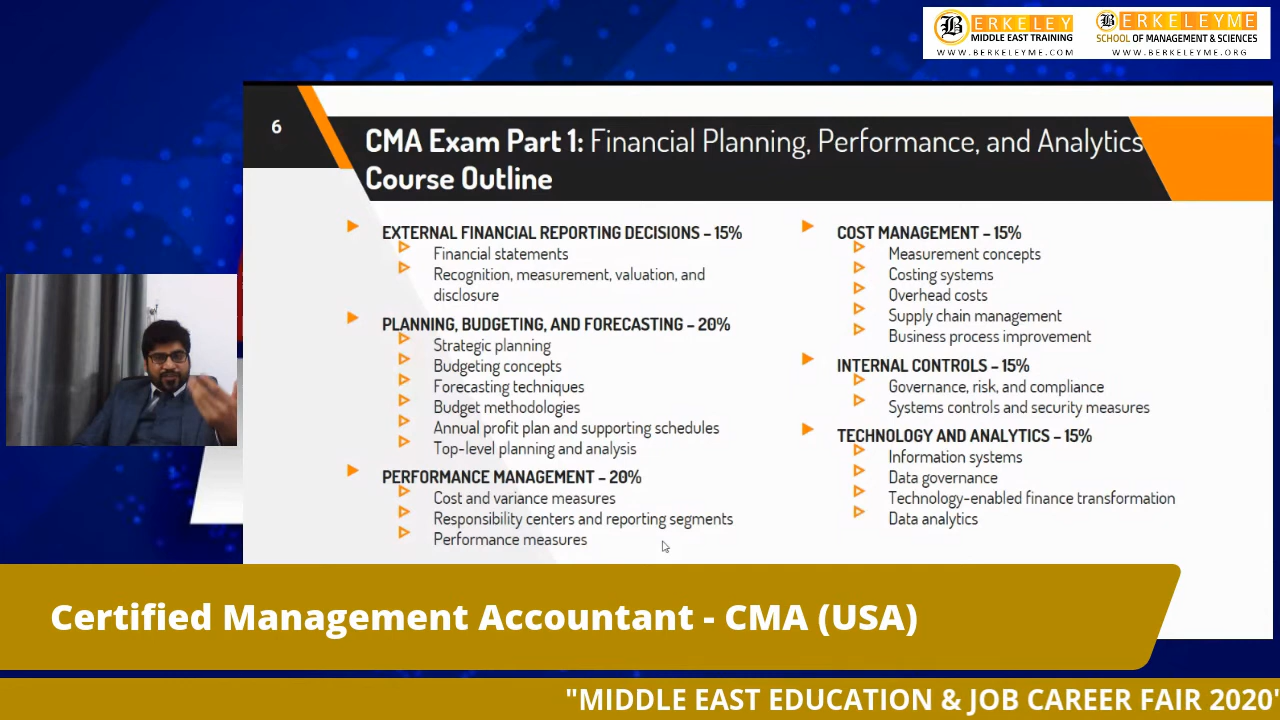 BERKELEY
MIDDLE EAST TRAINING
WWW.BERKELEYME.COM
BERKELEYME
SCHOOL OF MANAGEMENT & SCIENCES
WWW.BERKELEYME.ORG
6
CMA Exam Part 1: Financial Planning, Performance, and Analytics
Course Outline
EXTERNAL FINANCIAL REPORTING DECISIONS – 15%
Financial statements
Recognition, measurement, valuation, and
disclosure
PLANNING, BUDGETING, AND FORECASTING – 20%
Strategic planning
Budgeting concepts
Forecasting techniques
Budget methodologies
Annual profit plan and supporting schedules
Top-level planning and analysis
PERFORMANCE MANAGEMENT – 20%
Cost and variance measures
Responsibility centers and reporting segments
Performance measures
COST MANAGEMENT – 15%
Measurement concepts
Costing systems
Overhead costs
Supply chain management
Business process improvement
INTERNAL CONTROLS – 15%
Governance, risk, and compliance
Systems controls and security measures
TECHNOLOGY AND ANALYTICS – 15%
Information systems
Data governance
Technology-enabled finance transformation
Data analytics
Certified Management Accountant - CMA (USA)
"MIDDLE EAST EDUCATION & JOB CAREER FAIR 2020"